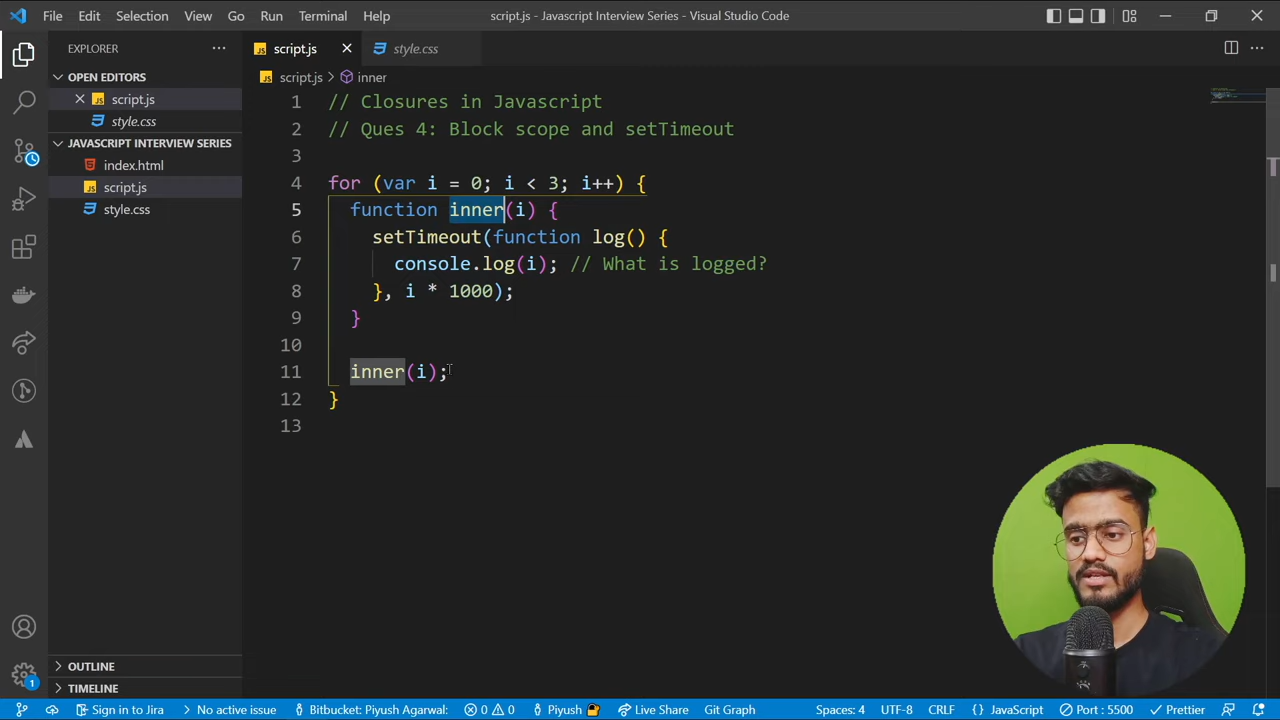 File Edit Selection View Go Run Terminal Help script.js - Javascript Interview Series - Visual Studio Code
EXPLORER
OPEN EDITORS
script.js
style.css
JAVASCRIPT INTERVIEW SERIES
index.html
script.js
style.css
OUTLINE
TIMELINE
script.js style.css
script.js > inner
1 // Closures in Javascript
2 // Ques 4: Block scope and setTimeout
3
4 for (var i = 0; i < 3; i++) {
5 function inner(i) {
6 setTimeout(function log() {
7 console.log(i); // What is logged?
8 }, i * 1000);
9 }
10
11 inner(i);
12 }
13
1
Sign in to Jira No active issue 0 0 Bitbucket: Piyush Agarmal: Piyush Live Share Git Graph Spaces: 4 UTF-8 CRLF {} JavaScript Port : 5500 Prettier